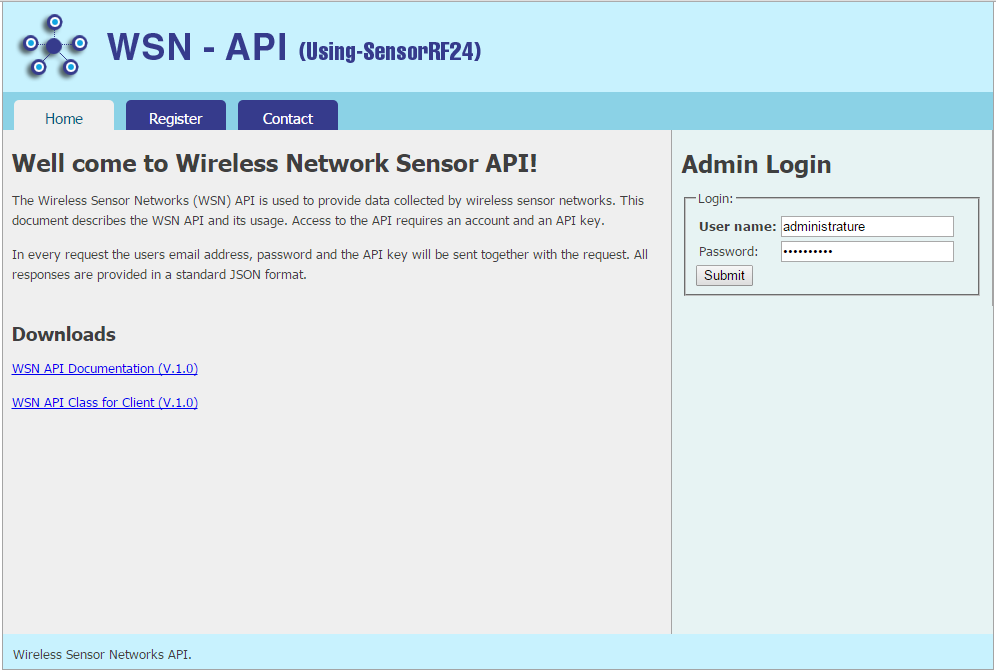 WSN - API (Using-SensorRF24)
Home
Register
Contact
Well come to Wireless Network Sensor API!
The Wireless Sensor Networks (WSN) API is used to provide data collected by wireless sensor networks. This
document describes the WSN API and its usage. Access to the API requires an account and an API key.
In every request the users email address, password and the API key will be sent together with the request. All
responses are provided in a standard JSON format.
Downloads
WSN API Documentation (V.1.0)
WSN API Class for Client (V.1.0)
Admin Login
Login:
User name: administrature
Password: ••••••••••
Submit
Wireless Sensor Networks API.